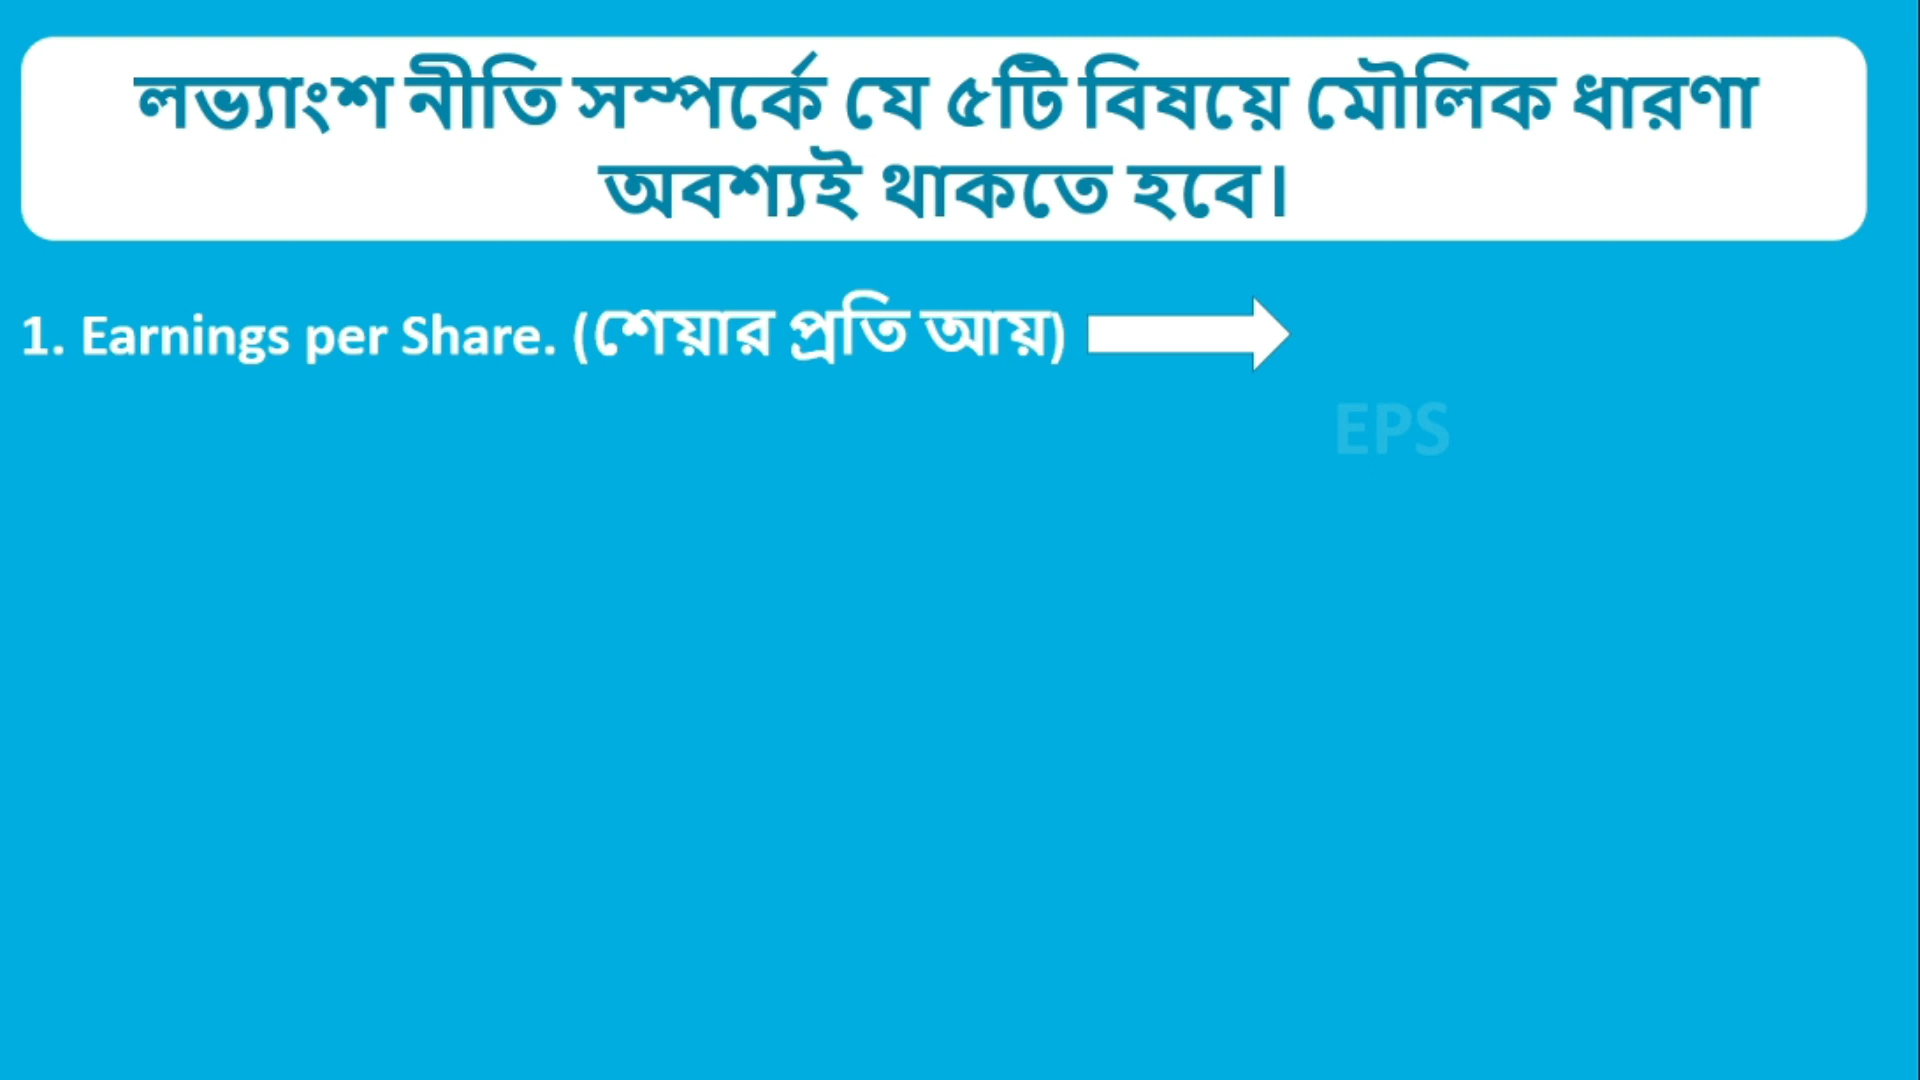 লভ্যাংশ নীতি সম্পর্কে যে ৫টি বিষয়ে মৌলিক ধারণা
অবশ্যই থাকতে হবে।
1. Earnings per Share. (শেয়ার প্রতি আয়)
EPS